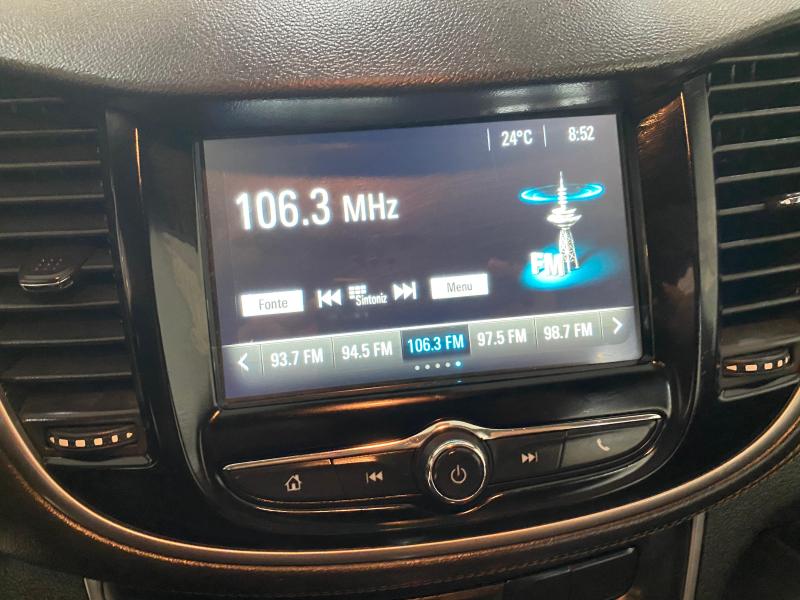 24°C 8:52
106.3 MHz
FM
Fonte Sintoniz Menu
93.7 FM 94.5 FM 106.3 FM 97.5 FM 98.7 FM